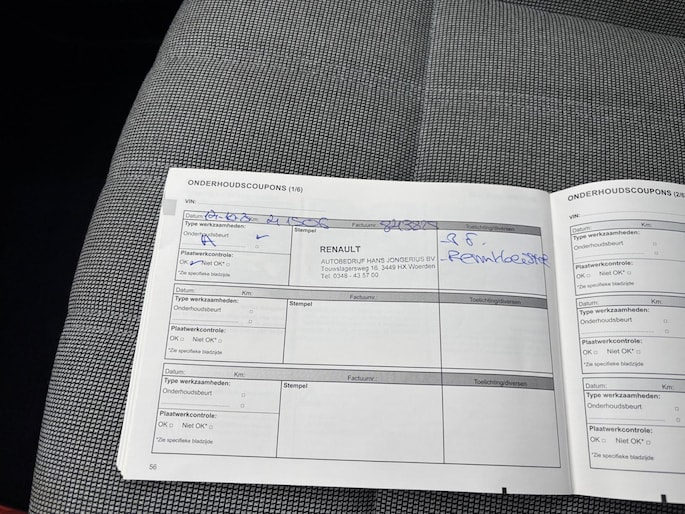 ONDERHOUDSCOUPONS (1/6)
VIN:
Datum: Km: Factuurnr.: Toelichting/diversen
Type werkzaamheden: Stempel
Onderhoudsbeurt
A
Plaatwerkcontrole:
OK Niet OK*
*Zie specifieke bladzijde
RENAULT
AUTOBEDRIJF HANS JONGERIUS BV
Touwslagersweg 16, 3449 HX Woerden
Tel. 0348 - 43 57 00
Remvloeistof
Datum: Km: Factuurnr.: Toelichting/diversen
Type werkzaamheden: Stempel
Onderhoudsbeurt
Plaatwerkcontrole:
OK Niet OK*
*Zie specifieke bladzijde
Datum: Km: Factuurnr.: Toelichting/diversen
Type werkzaamheden: Stempel
Onderhoudsbeurt
Plaatwerkcontrole:
OK Niet OK*
*Zie specifieke bladzijde
56
ONDERHOUDSCOUPONS (2/6
VIN:
Datum: Km:
Type werkzaamheden:
Onderhoudsbeurt
Plaatwerkcontrole:
OK Niet OK*
*Zie specifieke bladzijde
Datum: Km:
Type werkzaamheden:
Onderhoudsbeurt
Plaatwerkcontrole:
OK Niet OK*
*Zie specifieke bladzijde
Datum: Km:
Type werkzaamheden:
Onderhoudsbeurt
Plaatwerkcontrole:
OK Niet OK*
*Zie specifieke bladzijde